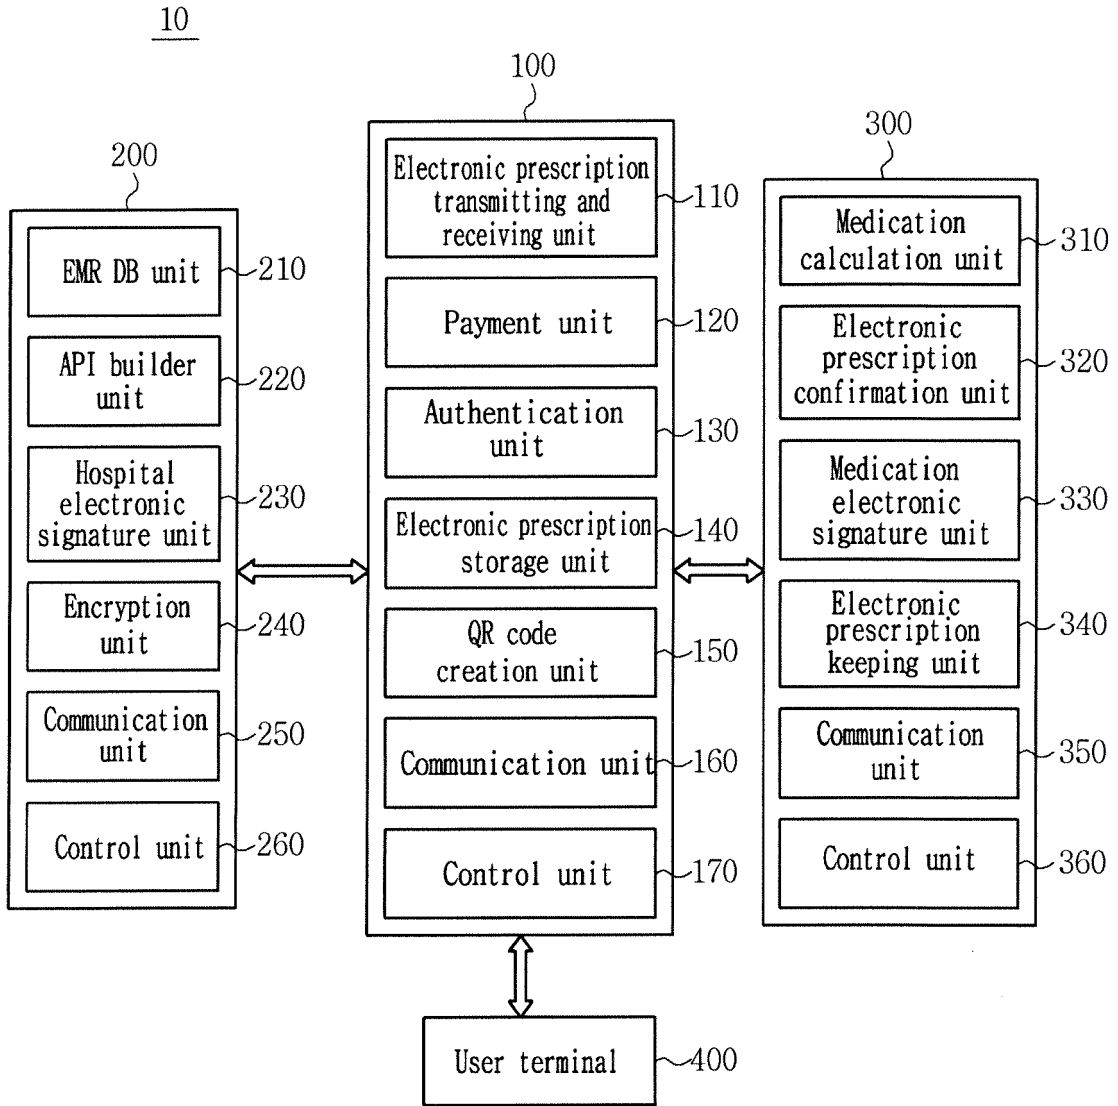 10
100
Electronic prescription
transmitting and
receiving unit
110
Payment unit
120
Authentication
unit
130
Electronic prescription
storage unit
140
QR code
creation unit
150
Communication unit
160
Control unit
170
200
EMR DB unit
210
API builder
unit
220
Hospital
electronic
signature unit
230
Encryption
unit
240
Communication
unit
250
Control unit
260
300
Medication
calculation unit
310
Electronic
prescription
confirmation unit
320
Medication
electronic
signature unit
330
Electronic
prescription
keeping unit
340
Communication
unit
350
Control unit
360
User terminal
400